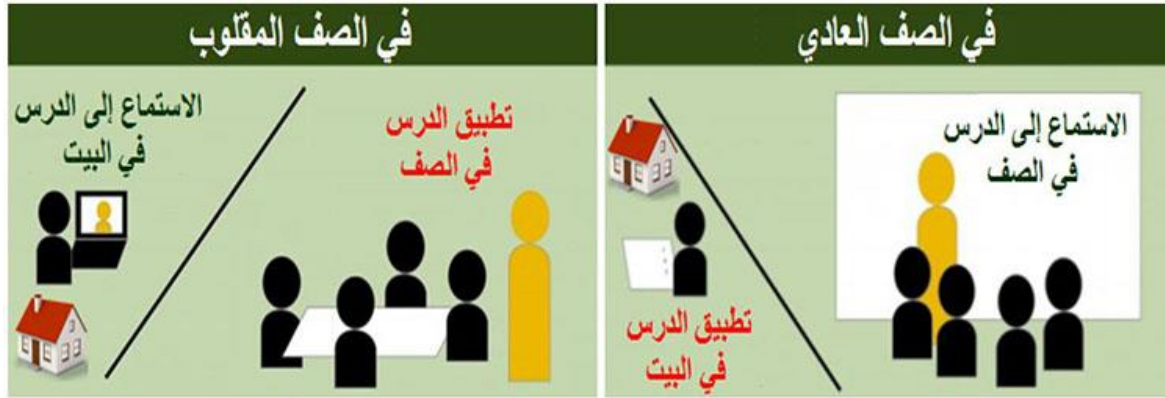 في الصف العادي
الاستماع إلى الدرس
في الصف
تطبيق الدرس
في البيت
في الصف المقلوب
تطبيق الدرس
في الصف
الاستماع إلى الدرس
في البيت